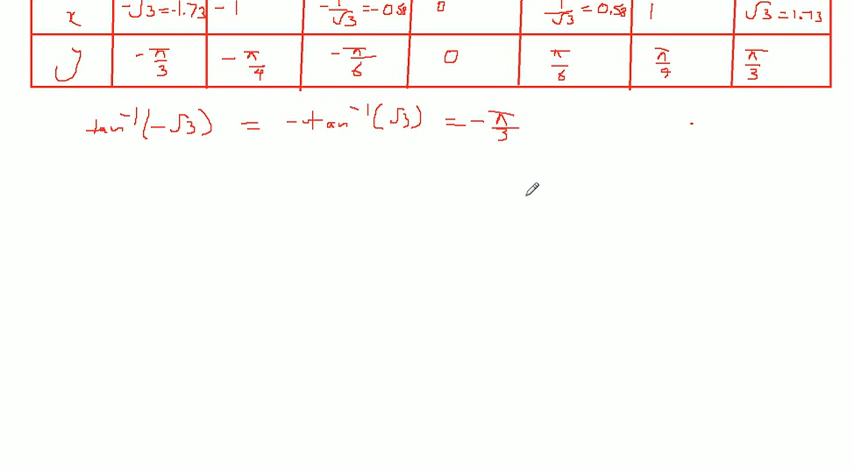 x -√3=-1.73 -1 -1/√3=-0.58 0 1/√3=0.58 1 √3=1.73
y -π/3 -π/4 -π/6 0 π/6 π/4 π/3
tan⁻¹(-√3) = -tan⁻¹(√3) = -π/3